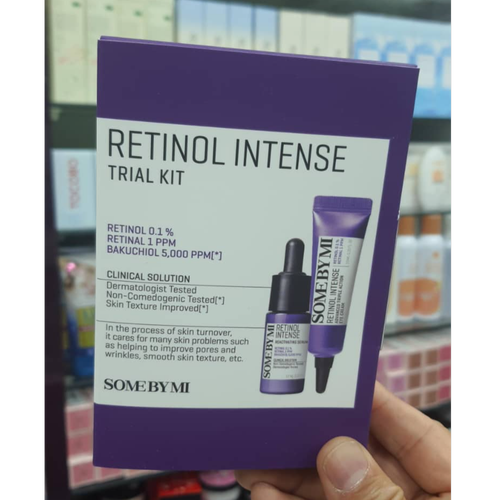 RETINOL INTENSE
TRIAL KIT
RETINOL 0.1 %
RETINAL 1 PPM
BAKUCHIOL 5,000 PPM[*]
CLINICAL SOLUTION
Dermatologist Tested
Non-Comedogenic Tested[*]
Skin Texture Improved[*]
In the process of skin turnover,
it cares for many skin problems such
as helping to improve pores and
wrinkles, smooth skin texture, etc.
SOME BY MI
SOME BY MI
RETINOL
INTENSE
SOME BY MI
RETINOL INTENSE
TOCOBO